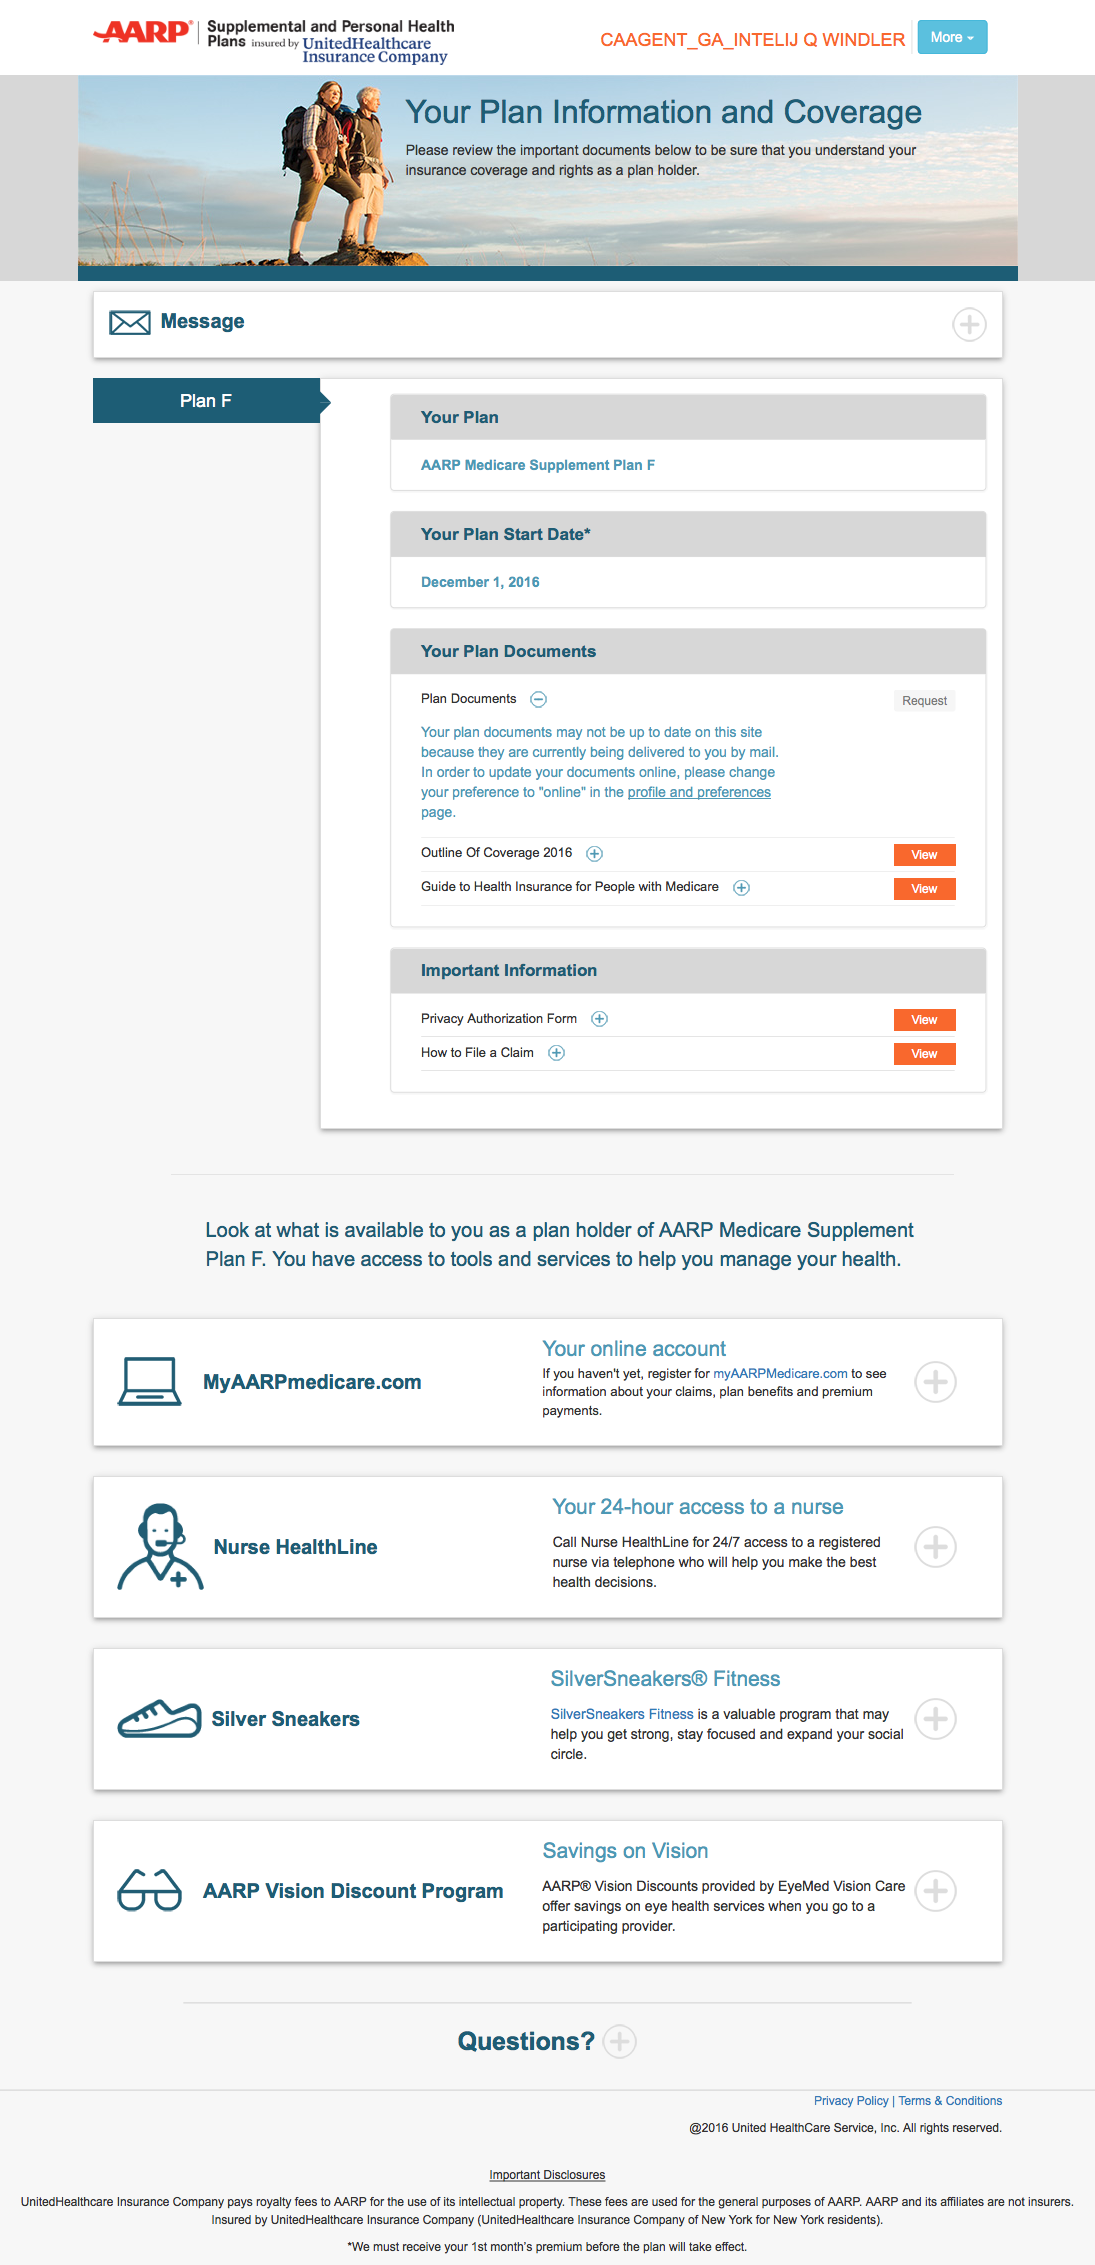 AARP® Supplemental and Personal Health
Plans insured by UnitedHealthcare
Insurance Company
CAAGENT_GA_INTELIJ Q WINDLER
More
Your Plan Information and Coverage
Please review the important documents below to be sure that you understand your
insurance coverage and rights as a plan holder.
Message
Plan F
Your Plan
AARP Medicare Supplement Plan F
Your Plan Start Date*
December 1, 2016
Your Plan Documents
Plan Documents
Request
Your plan documents may not be up to date on this site
because they are currently being delivered to you by mail.
In order to update your documents online, please change
your preference to "online" in the profile and preferences
page.
Outline Of Coverage 2016
View
Guide to Health Insurance for People with Medicare
View
Important Information
Privacy Authorization Form
View
How to File a Claim
View
Look at what is available to you as a plan holder of AARP Medicare Supplement
Plan F. You have access to tools and services to help you manage your health.
MyAARPmedicare.com
Your online account
If you haven't yet, register for myAARPMedicare.com to see
information about your claims, plan benefits and premium
payments.
Nurse HealthLine
Your 24-hour access to a nurse
Call Nurse HealthLine for 24/7 access to a registered
nurse via telephone who will help you make the best
health decisions.
Silver Sneakers
SilverSneakers® Fitness
SilverSneakers Fitness is a valuable program that may
help you get strong, stay focused and expand your social
circle.
AARP Vision Discount Program
Savings on Vision
AARP® Vision Discounts provided by EyeMed Vision Care
offer savings on eye health services when you go to a
participating provider.
Questions?
Privacy Policy | Terms & Conditions
@2016 United HealthCare Service, Inc. All rights reserved.
Important Disclosures
UnitedHealthcare Insurance Company pays royalty fees to AARP for the use of its intellectual property. These fees are used for the general purposes of AARP. AARP and its affiliates are not insurers.
Insured by UnitedHealthcare Insurance Company (UnitedHealthcare Insurance Company of New York for New York residents).
*We must receive your 1st month's premium before the plan will take effect.